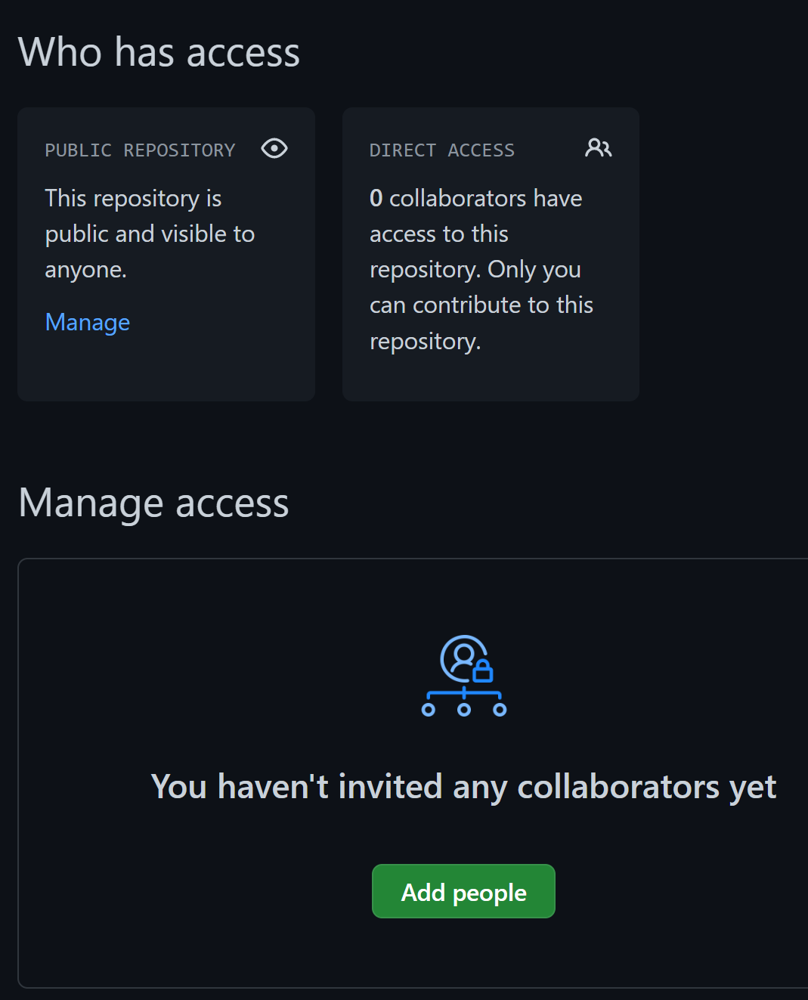 Who has access
PUBLIC REPOSITORY
This repository is
public and visible to
anyone.
Manage
DIRECT ACCESS
0 collaborators have
access to this
repository. Only you
can contribute to this
repository.
Manage access
You haven't invited any collaborators yet
Add people